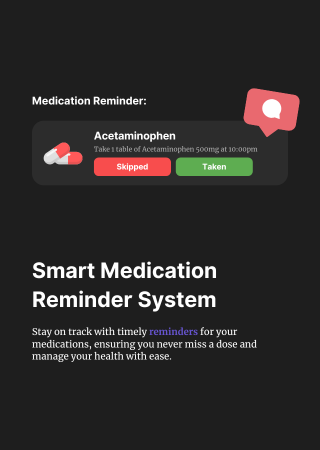 Medication Reminder:
Acetaminophen
Take 1 table of Acetaminophen 500mg at 10:00pm
Skipped
Taken
Smart Medication
Reminder System
Stay on track with timely reminders for your
medications, ensuring you never miss a dose and
manage your health with ease.